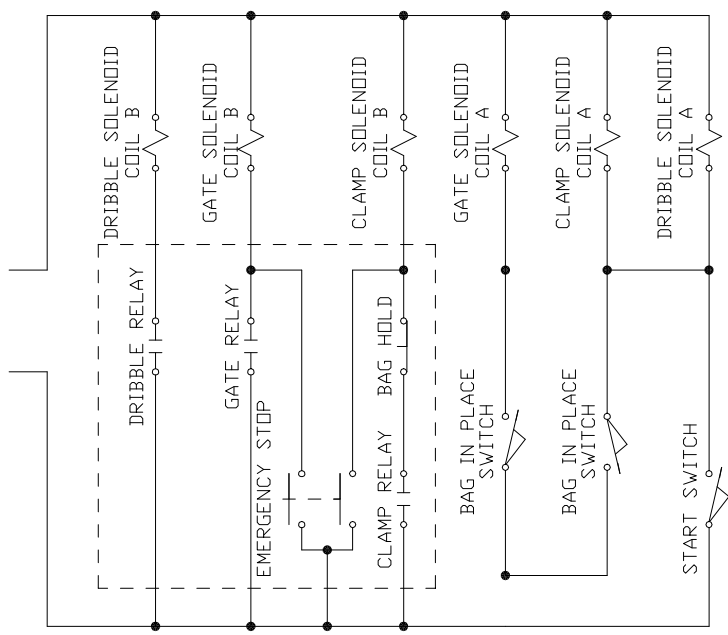 DRIBBLE SOLENOID
COIL B
GATE SOLENOID
COIL B
CLAMP SOLENOID
COIL B
GATE SOLENOID
COIL A
CLAMP SOLENOID
COIL A
DRIBBLE SOLENOID
COIL A
DRIBBLE RELAY
GATE RELAY
EMERGENCY STOP
BAG HOLD
CLAMP RELAY
BAG IN PLACE
SWITCH
BAG IN PLACE
SWITCH
START SWITCH